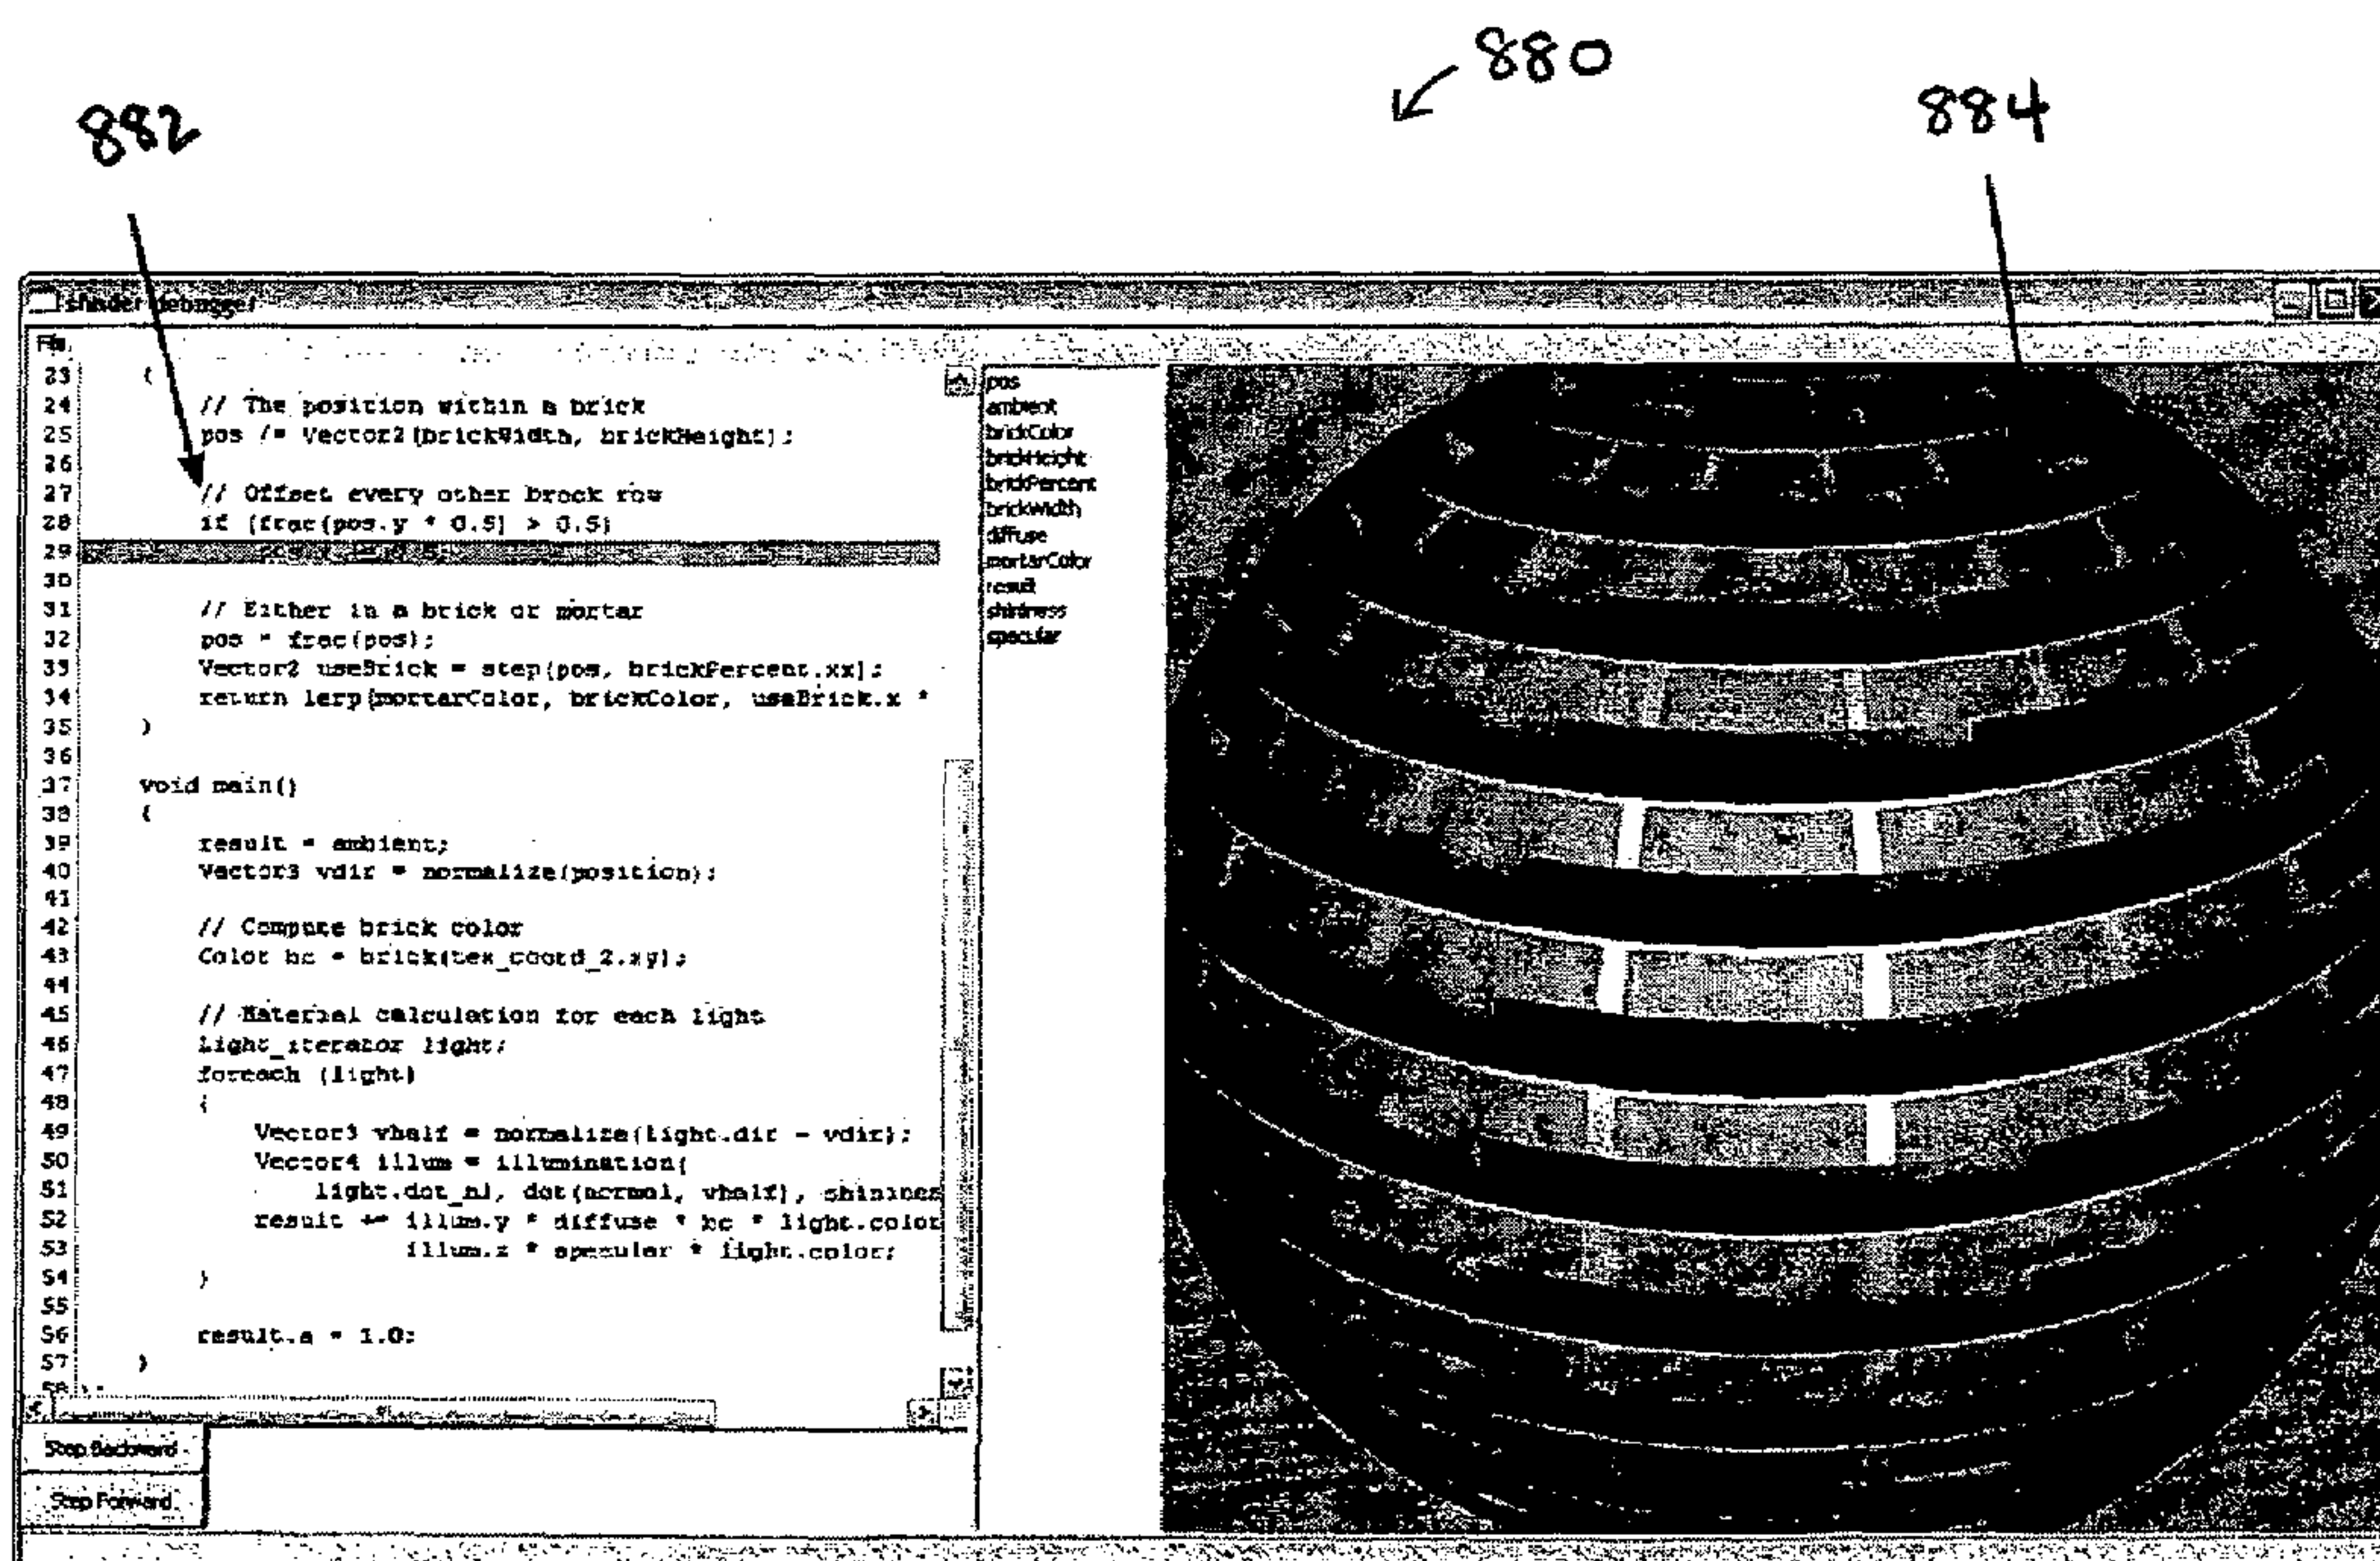 880
882
884
shader debugger
File
23 {
24 // The position within a brick
25 pos /= Vector2(brickWidth, brickHeight);
26
27 // Offset every other brock row
28 if (frac(pos.y * 0.5) > 0.5)
29
30
31 // Either in a brick or mortar
32 pos = frac(pos);
33 Vector2 useBrick = step(pos, brickPercent.xx);
34 return lerp(mortarColor, brickColor, useBrick.x *
35 }
36
37 void main()
38 {
39 result = ambient;
40 Vector3 vdir = normalize(position);
41
42 // Compute brick color
43 Color bc = brick(tex_coord_2.xy);
44
45 // Material calculation for each light
46 Light_iterator light;
47 foreach (light)
48 {
49 Vector3 vhalf = normalize(light.dir - vdir);
50 Vector4 illum = illumination(
51 light.dot_nl, dot(normal, vhalf), shinines
52 result += illum.y * diffuse * bc * light.color
53 illum.z * specular * light.color;
54 }
55
56 result.a = 1.0;
57 }
58 };
pos
ambient
brickColor
brickHeight
brickPercent
brickWidth
diffuse
mortarColor
result
shininess
specular
Step Backward
Step Forward